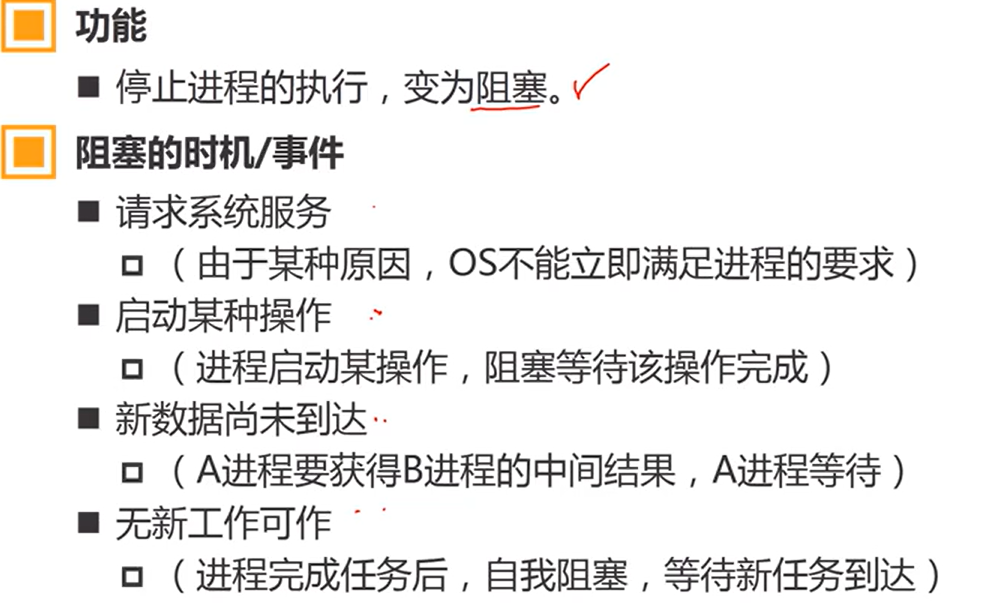 功能
停止进程的执行，变为阻塞。
阻塞的时机/事件
请求系统服务
（由于某种原因，OS不能立即满足进程的要求）
启动某种操作
（进程启动某操作，阻塞等待该操作完成）
新数据尚未到达
（A进程要获得B进程的中间结果，A进程等待）
无新工作可作
（进程完成任务后，自我阻塞，等待新任务到达）